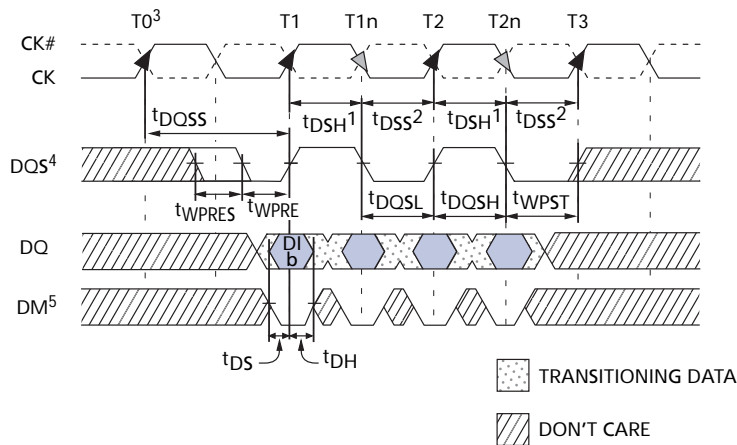 T0³ T1 T1n T2 T2n T3
CK#
CK
tDSH¹ tDSS² tDSH¹ tDSS²
tDQSS
DQS⁴
tWPRES tWPRE tDQSL tDQSH tWPST
DQ
DI
b
DM⁵
tDS tDH
TRANSITIONING DATA
DON'T CARE